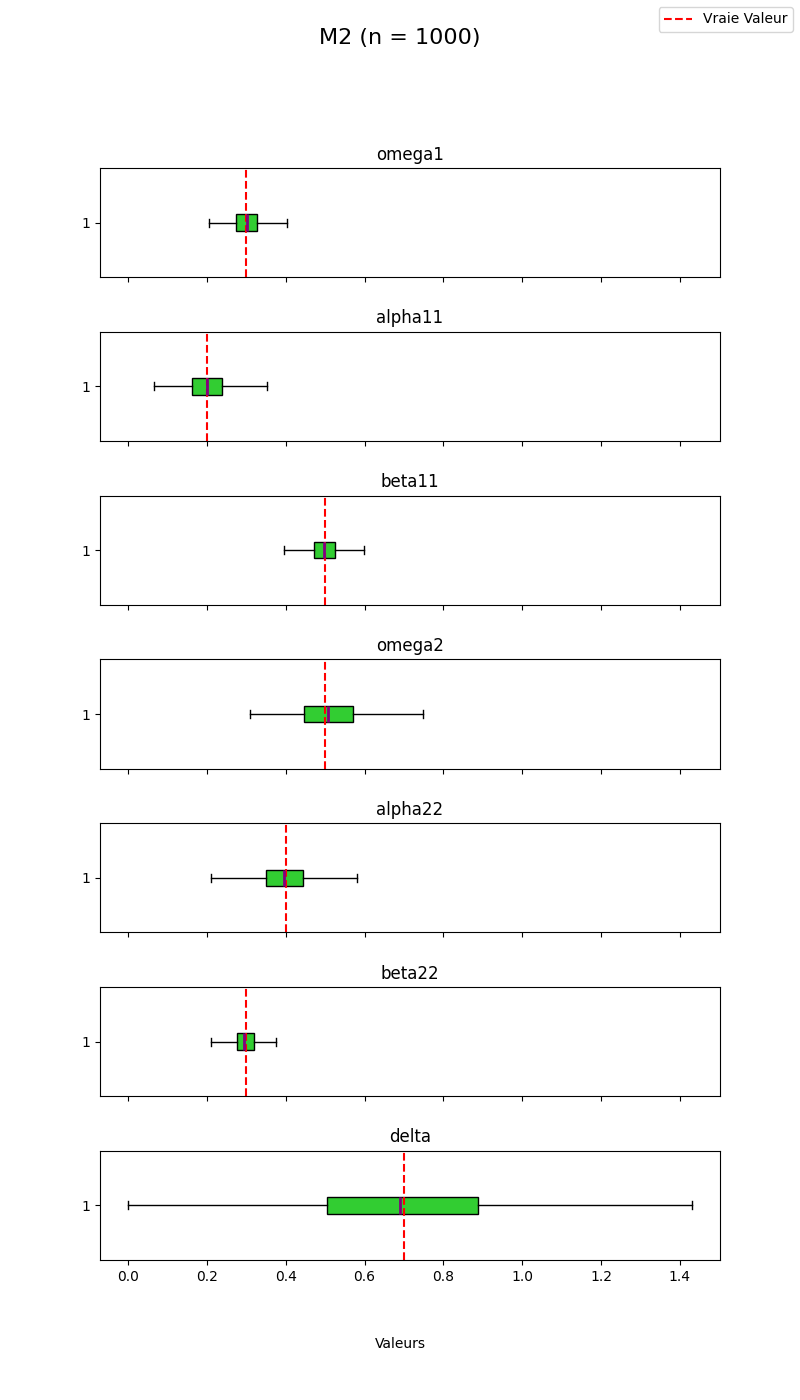 Vraie Valeur
M2 (n = 1000)
omega1
1
alpha11
1
beta11
1
omega2
1
alpha22
1
beta22
1
delta
1
0.0 0.2 0.4 0.6 0.8 1.0 1.2 1.4
Valeurs